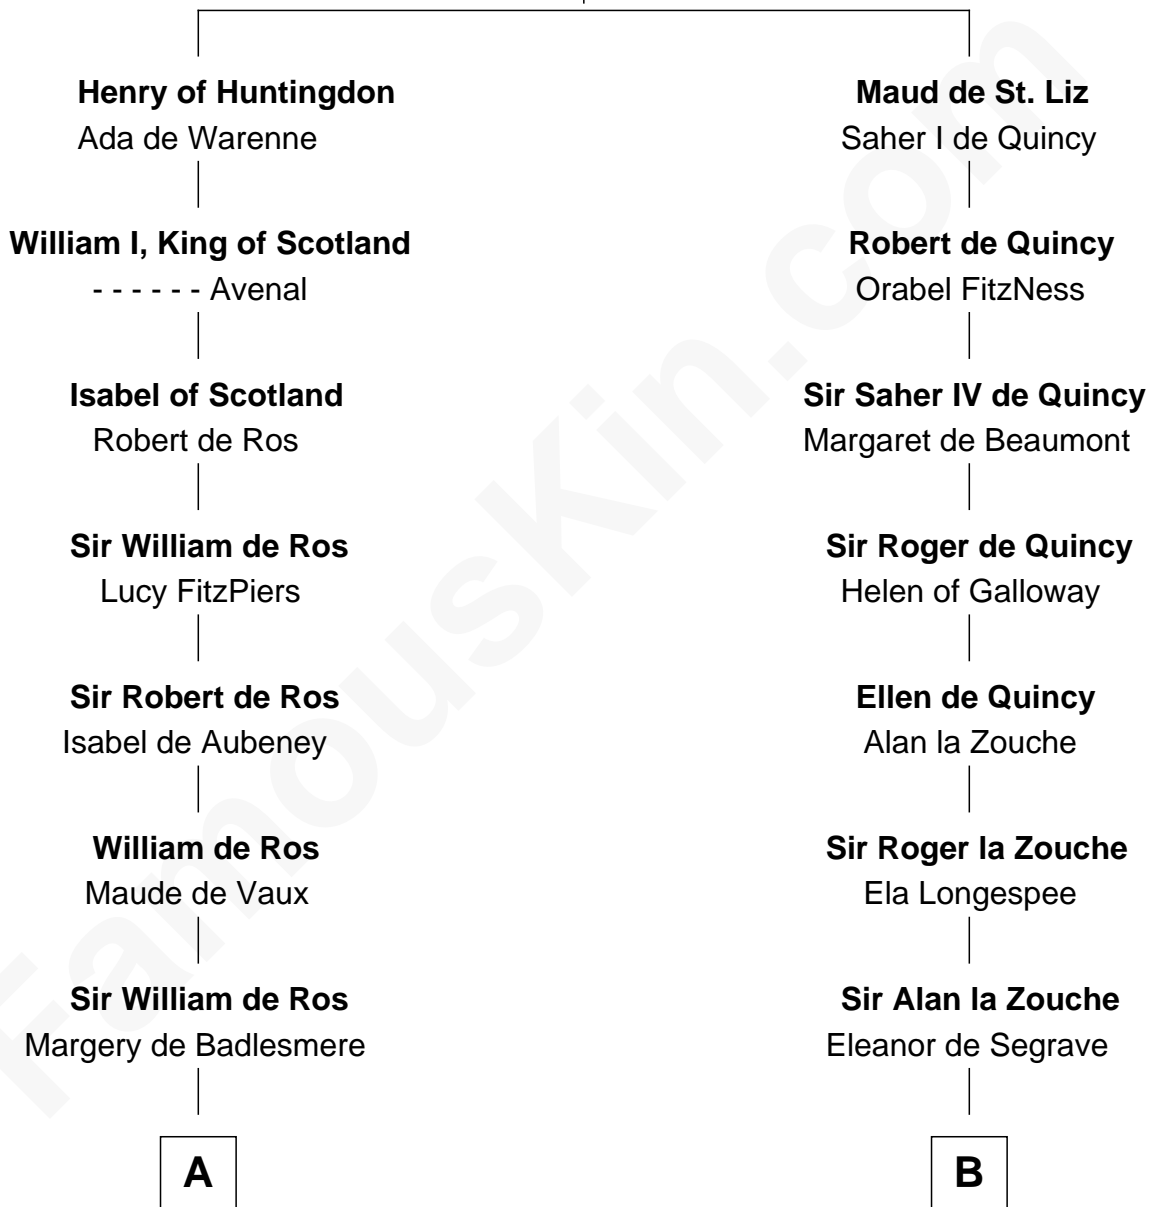 Henry of Huntingdon
Ada de Warenne
William I, King of Scotland
- - - - - - Avenal
Isabel of Scotland
Robert de Ros
Sir William de Ros
Lucy FitzPiers
Sir Robert de Ros
Isabel de Aubeney
William de Ros
Maude de Vaux
Sir William de Ros
Margery de Badlesmere
A
Maud de St. Liz
Saher I de Quincy
Robert de Quincy
Orabel FitzNess
Sir Saher IV de Quincy
Margaret de Beaumont
Sir Roger de Quincy
Helen of Galloway
Ellen de Quincy
Alan la Zouche
Sir Roger la Zouche
Ela Longespee
Sir Alan la Zouche
Eleanor de Segrave
B
FamousKin.com